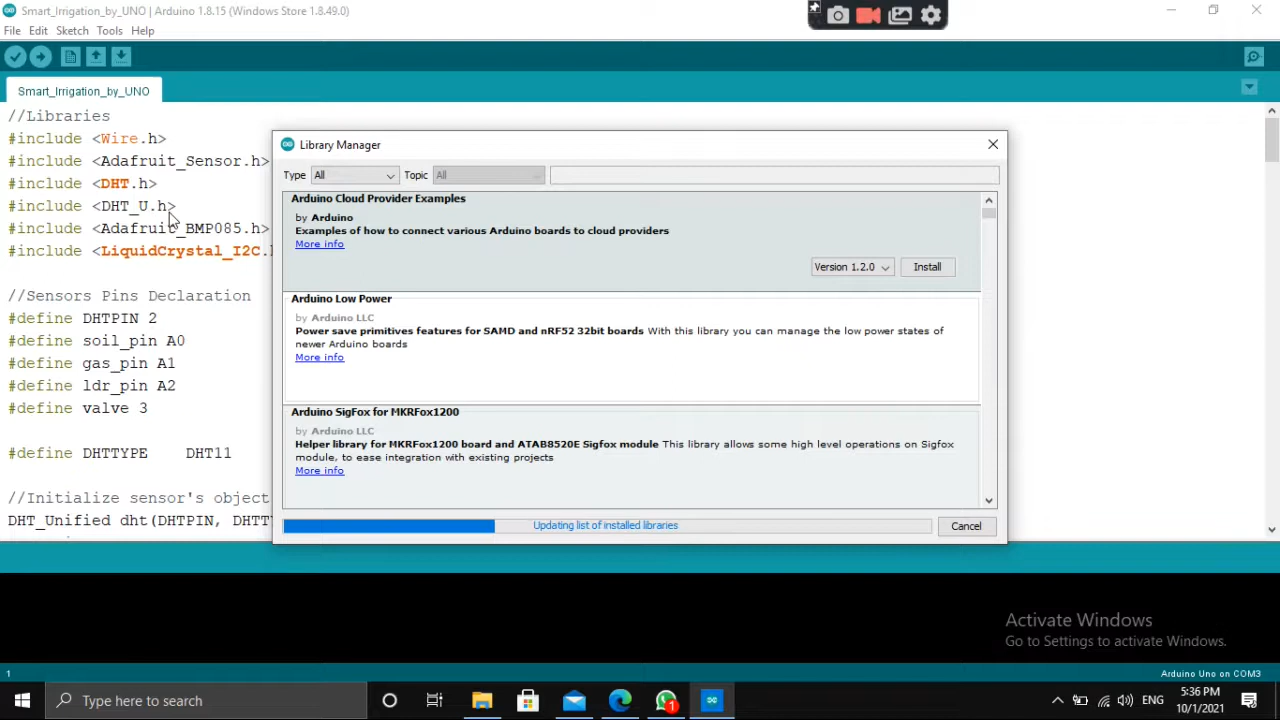 Smart_Irrigation_by_UNO | Arduino 1.8.15 (Windows Store 1.8.49.0)
File Edit Sketch Tools Help
Smart_Irrigation_by_UNO
//Libraries
#include <Wire.h>
#include <Adafruit_Sensor.h>
#include <DHT.h>
#include <DHT_U.h>
#include <Adafruit_BMP085.h>
#include <LiquidCrystal_I2C.h
//Sensors Pins Declaration
#define DHTPIN 2
#define soil_pin A0
#define gas_pin A1
#define ldr_pin A2
#define valve 3
#define DHTTYPE    DHT11
//Initialize sensor's object
DHT_Unified dht(DHTPIN, DHTTY
Library Manager
Type All Topic All
Arduino Cloud Provider Examples
by Arduino
Examples of how to connect various Arduino boards to cloud providers
More info
Version 1.2.0 Install
Arduino Low Power
by Arduino LLC
Power save primitives features for SAMD and nRF52 32bit boards With this library you can manage the low power states of
newer Arduino boards
More info
Arduino SigFox for MKRFox1200
by Arduino LLC
Helper library for MKRFox1200 board and ATAB8520E Sigfox module This library allows some high level operations on Sigfox
module, to ease integration with existing projects
More info
Updating list of installed libraries
Cancel
Activate Windows
Go to Settings to activate Windows.
1
Arduino Uno on COM3
Type here to search
1
ENG
5:36 PM
10/1/2021